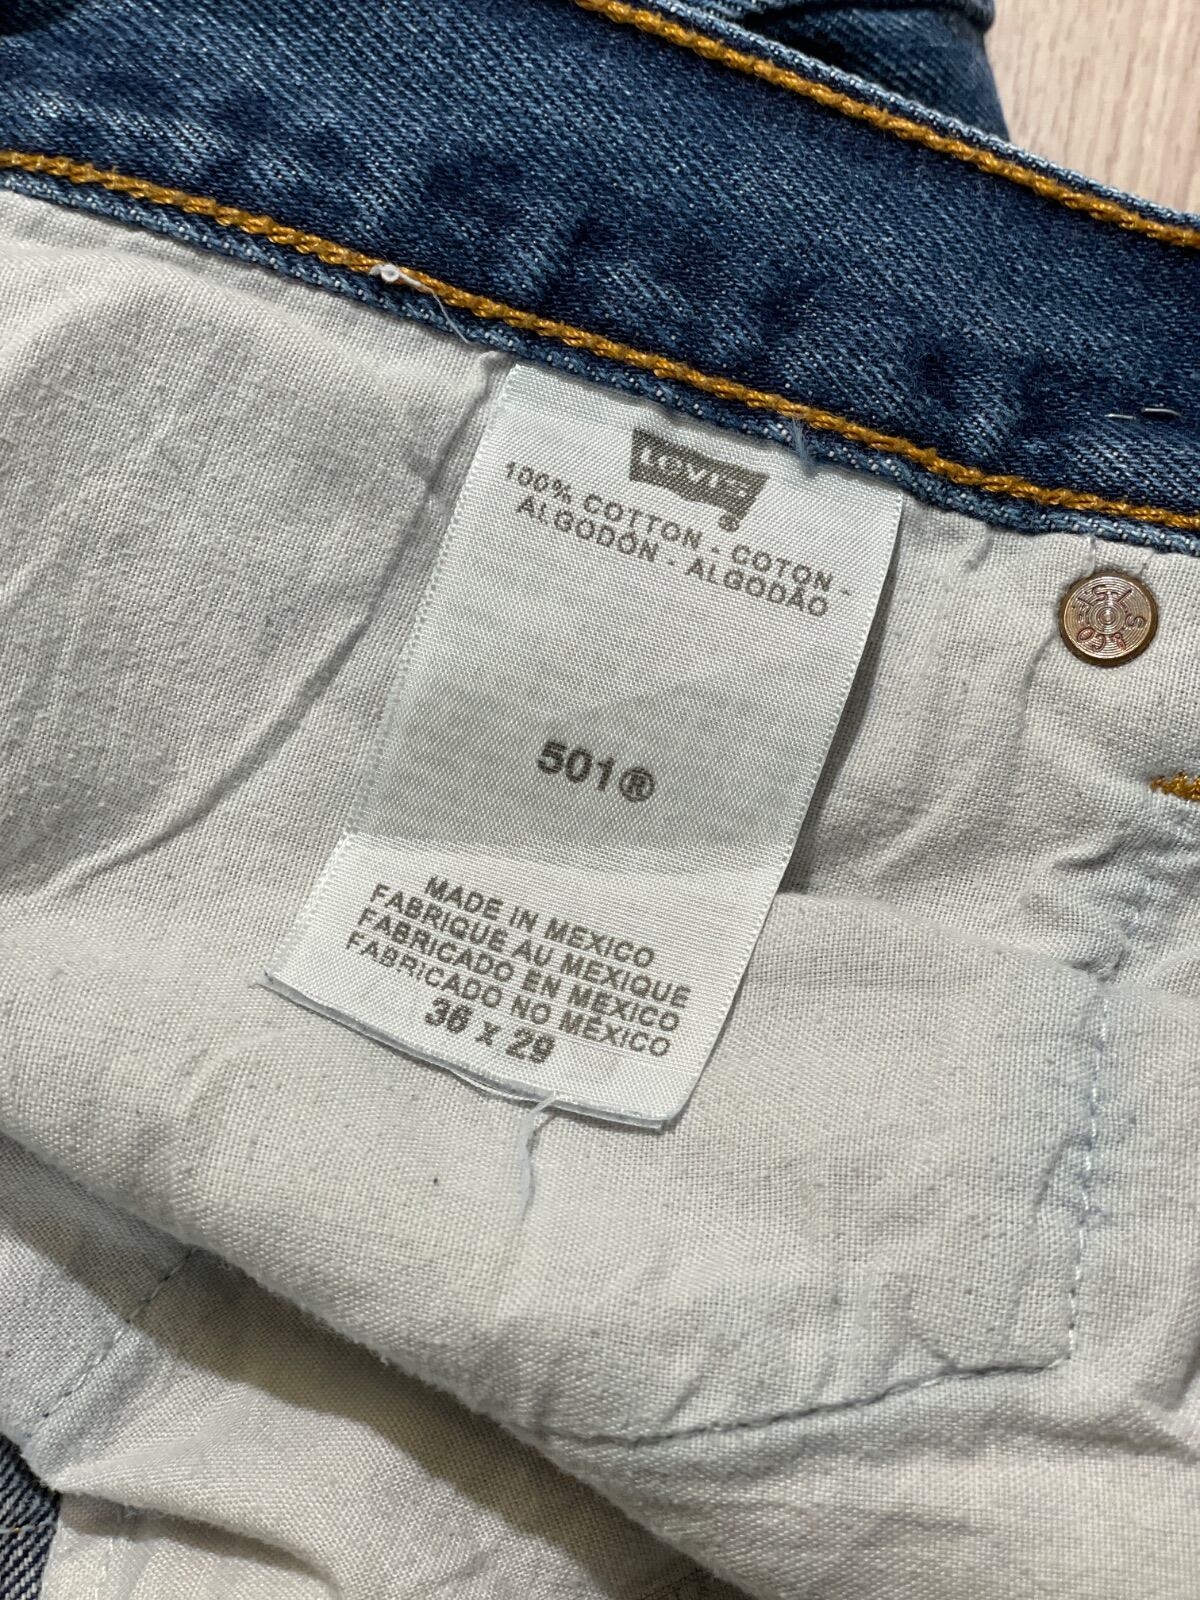 Levi's
®
100% COTTON - COTON -
ALGODÓN - ALGODÃO
501®
MADE IN MEXICO
FABRIQUE AU MEXIQUE
FABRICADO EN MEXICO
FABRICADO NO MÉXICO
36 x 29
L.S.&CO